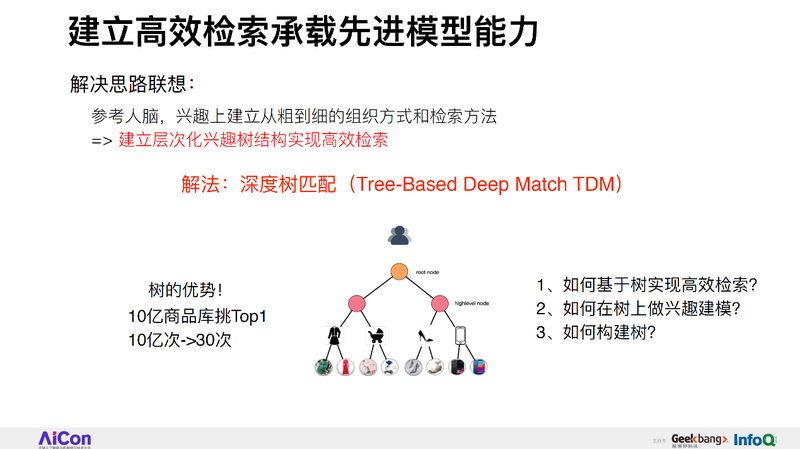 建立高效检索承载先进模型能力
解决思路联想：
参考人脑，兴趣上建立从粗到细的组织方式和检索方法
=> 建立层次化兴趣树结构实现高效检索
解法：深度树匹配（Tree-Based Deep Match TDM）
root node
highlevel node
树的优势！
10亿商品库挑Top1
10亿次->30次
1、如何基于树实现高效检索?
2、如何在树上做兴趣建模?
3、如何构建树?
AiCon
Geekbang>.
极客邦科技
InfoQ